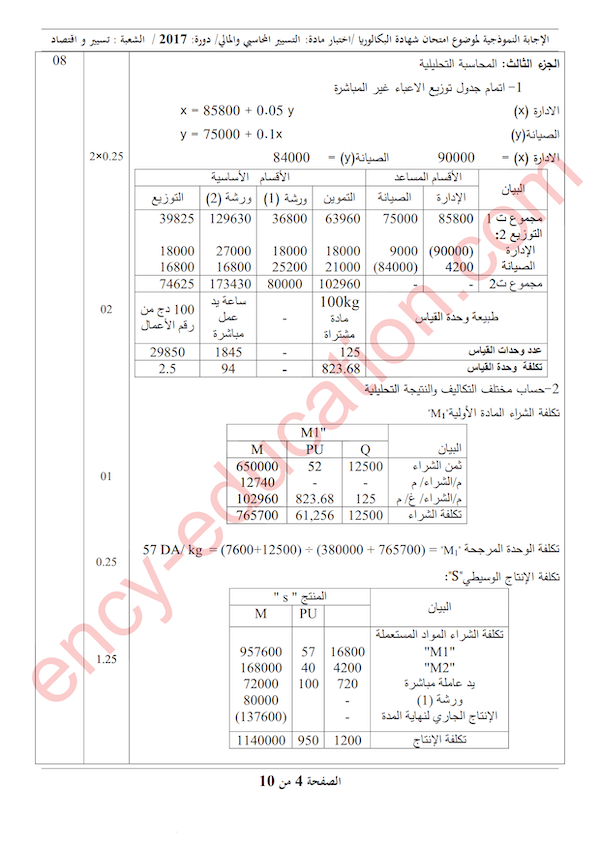 الإجابة النموذجية لموضوع امتحان شهادة البكالوريا /اختبار مادة: التسيير المحاسبي والمالي/ دورة: 2017 / الشعبة : تسيير و اقتصاد
08
الجزء الثالث: المحاسبة التحليلية
1- اتمام جدول توزيع الاعباء غير المباشرة
الادارة (x) x = 85800 + 0.05 y
الصيانة(y) y = 75000 + 0.1x
2×0.25
الإدارة (x) = 90000 الصيانة(y) = 84000
البيان الأقسام المساعد الأقسام الأساسية
الإدارة الصيانة التموين ورشة (1) ورشة (2) التوزيع
مجموع ت 1 85800 75000 63960 36800 129630 39825
التوزيع 2:
الإدارة (90000) 9000 18000 18000 27000 18000
الصيانة 4200 (84000) 21000 25200 16800 16800
مجموع ت2 - - 102960 80000 173430 74625
02
طبيعة وحدة القياس 100kg مادة مشتراة - ساعة يد عمل مباشرة 100 دج من رقم الأعمال
عدد وحدات القياس 125 - 1845 29850
تكلفة وحدة القياس 823.68 - 94 2.5
2-حساب مختلف التكاليف والنتيجة التحليلية
تكلفة الشراء المادة الأولية"M1"
M1"
البيان Q PU M
ثمن الشراء 12500 52 650000
م/الشراء/ م - - 12740
م/الشراء/ غ/ م 125 823.68 102960
تكلفة الشراء 12500 61,256 765700
01
تكلفة الوحدة المرجحة "M1" = (765700 + 380000) ÷ (12500+7600) = 57 DA/ kg
0.25
تكلفة الإنتاج الوسيطي"S":
البيان المنتج " s "
PU M
تكلفة الشراء المواد المستعملة
"M1" 16800 57 957600
"M2" 4200 40 168000
1.25
يد عاملة مباشرة 720 100 72000
ورشة (1) - 80000
الإنتاج الجاري لنهاية المدة - (137600)
تكلفة الإنتاج 1200 950 1140000
الصفحة 4 من 10
ency-education.com